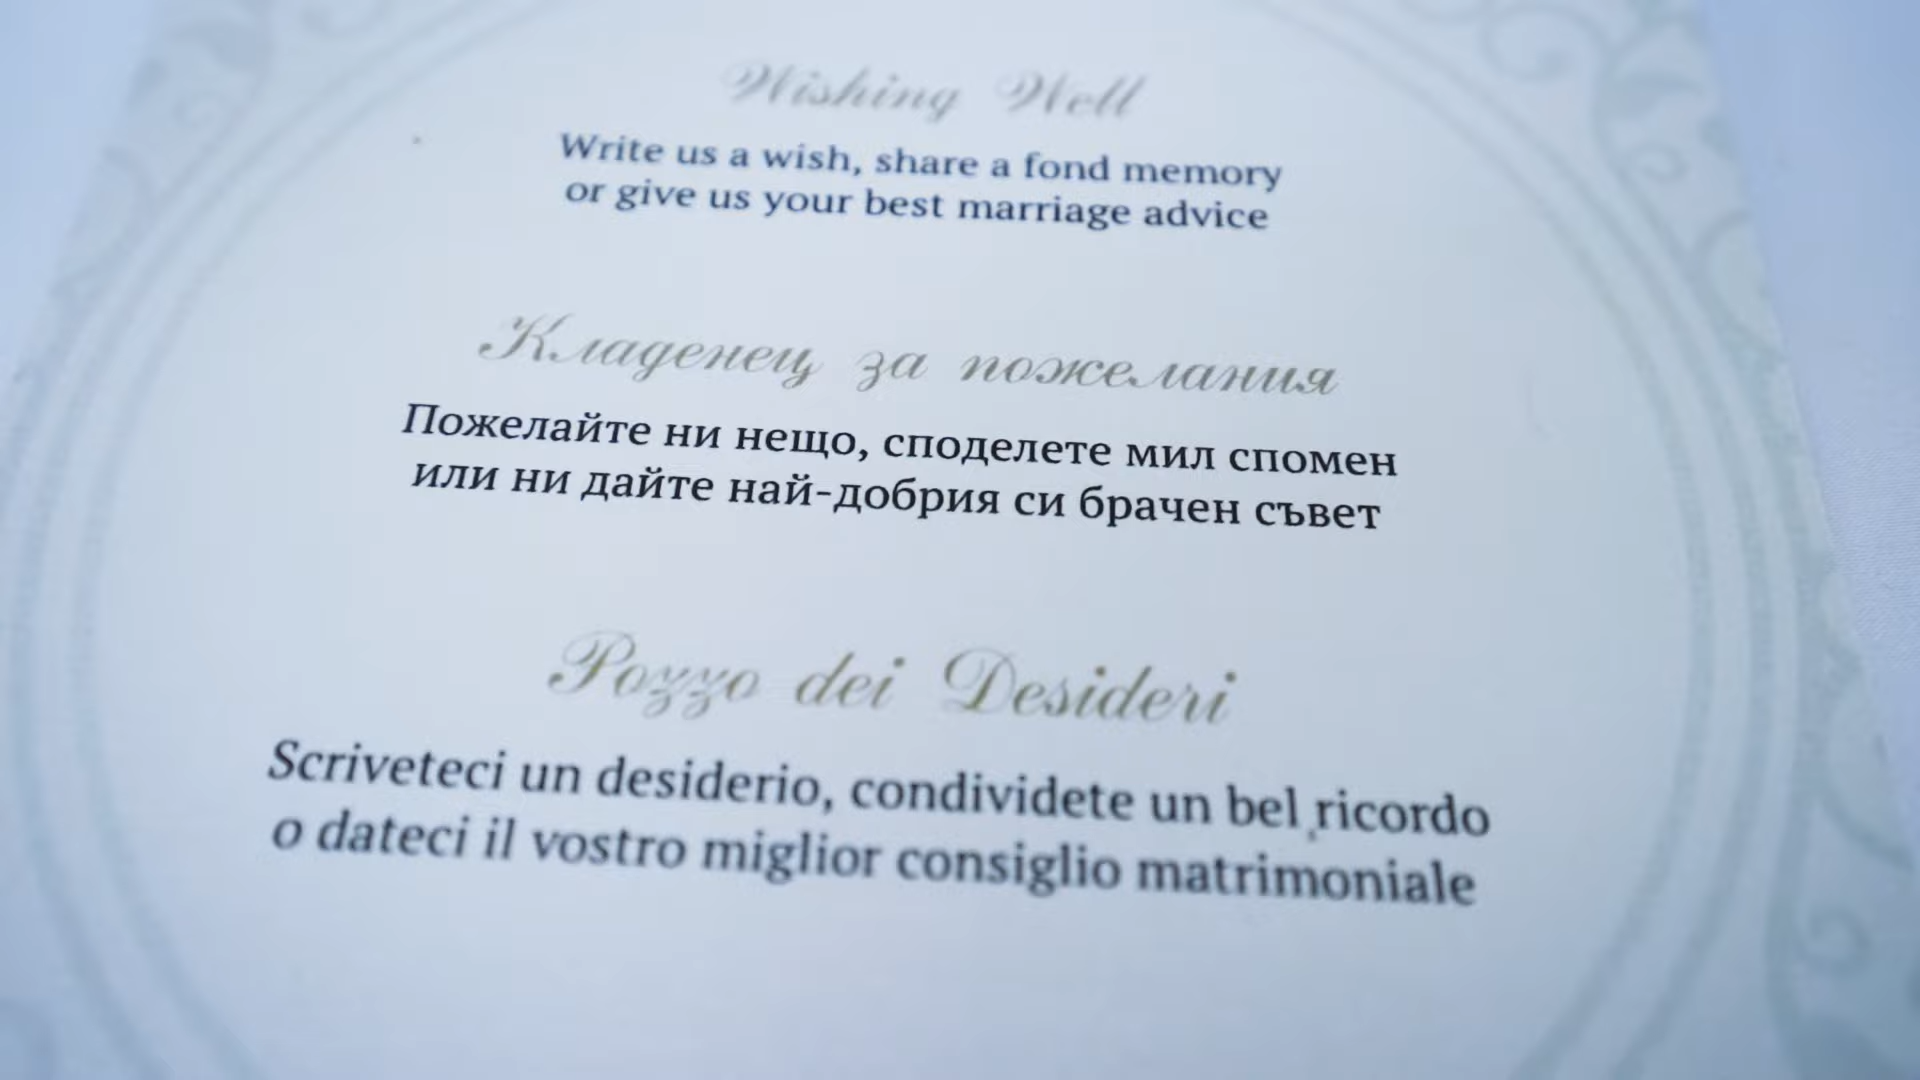 Wishing Well
Write us a wish, share a fond memory
or give us your best marriage advice
Кладенец за пожелания
Пожелайте ни нещо, споделете мил спомен
или ни дайте най-добрия си брачен съвет
Pozzo dei Desideri
Scriveteci un desiderio, condividete un bel ricordo
o dateci il vostro miglior consiglio matrimoniale